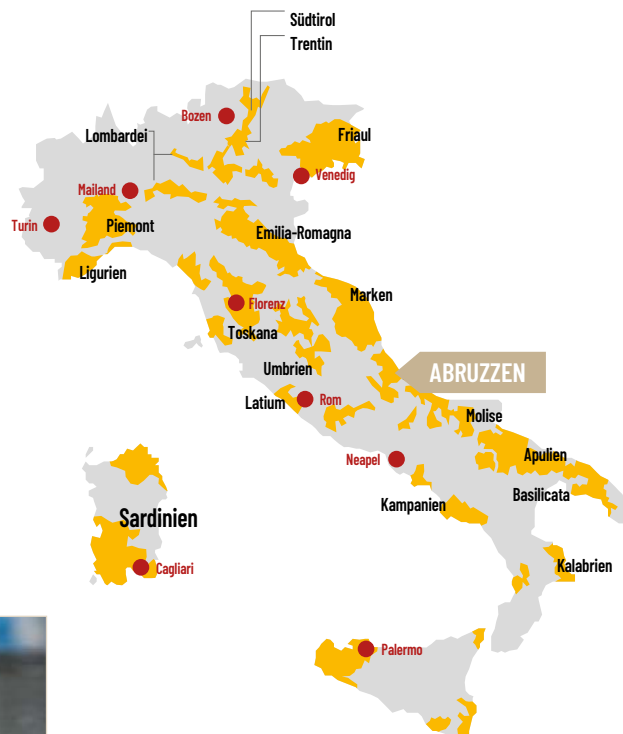 Südtirol
Trentin
Bozen
Lombardei
Friaul
Venedig
Mailand
Turin
Piemont
Emilia-Romagna
Ligurien
Marken
Florenz
Toskana
Umbrien
ABRUZZEN
Latium
Rom
Molise
Apulien
Neapel
Basilicata
Kampanien
Sardinien
Kalabrien
Cagliari
Palermo